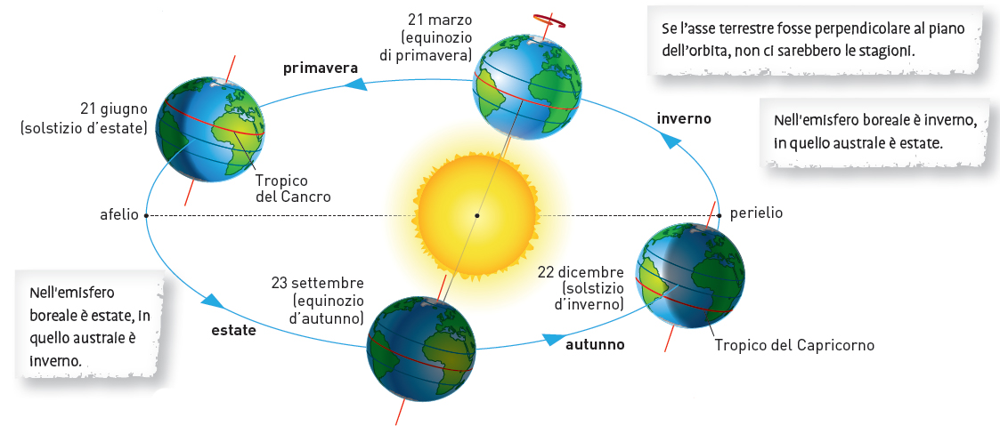 21 marzo
(equinozio
di primavera)
Se l’asse terrestre fosse perpendicolare al piano
dell’orbita, non ci sarebbero le stagioni.
primavera
21 giugno
(solstizio d’estate)
inverno
Nell'emisfero boreale è inverno,
in quello australe è estate.
Tropico
del Cancro
afelio
perielio
Nell'emisfero
boreale è estate, in
quello australe è
inverno.
23 settembre
(equinozio
d’autunno)
22 dicembre
(solstizio
d’inverno)
estate
autunno
Tropico del Capricorno